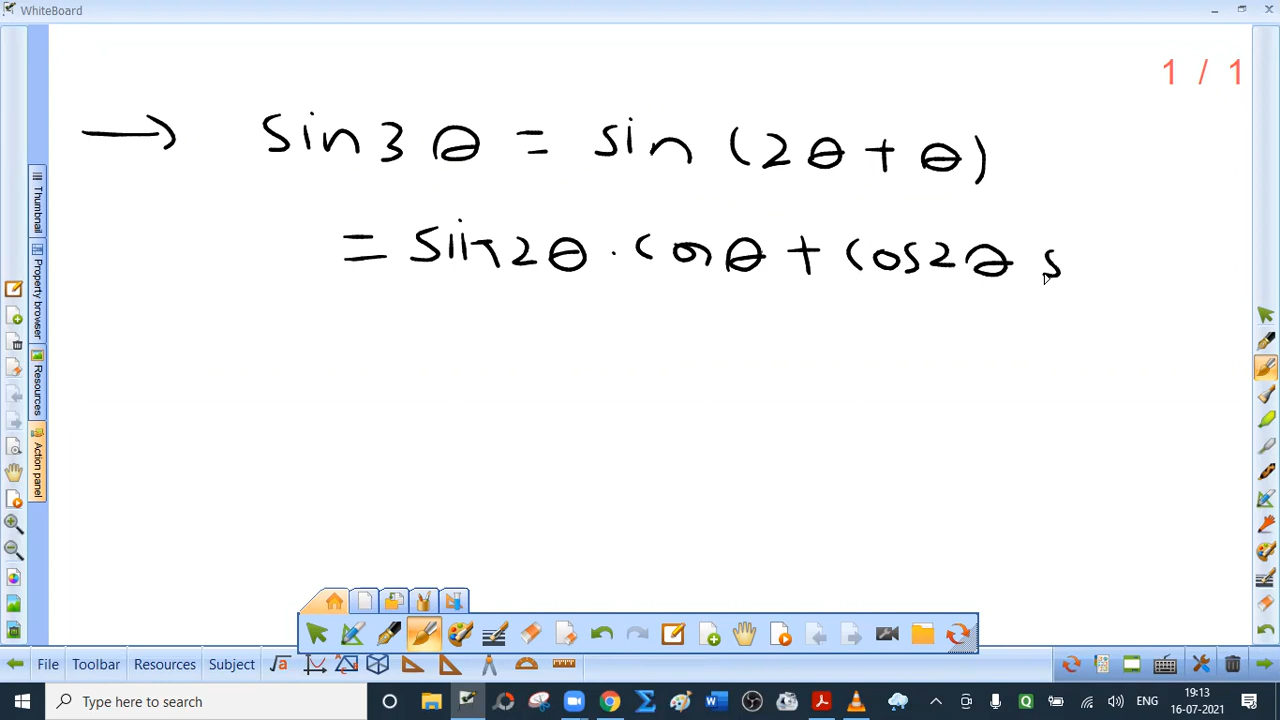 WhiteBoard
1 / 1
→ sin3θ = sin (2θ + θ)
= sin2θ · cosθ + cos2θ s
Thumbnail
Property browser
Resources
Action panel
File Toolbar Resources Subject
Type here to search
ENG
19:13
16-07-2021